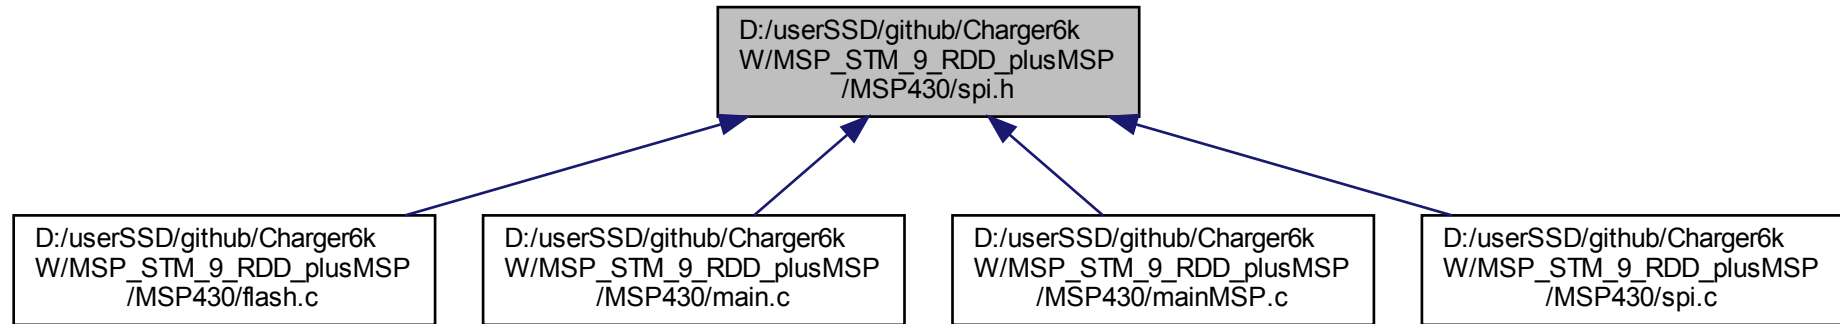 D:/userSSD/github/Charger6k
W/MSP_STM_9_RDD_plusMSP
/MSP430/spi.h
D:/userSSD/github/Charger6k
W/MSP_STM_9_RDD_plusMSP
/MSP430/flash.c
D:/userSSD/github/Charger6k
W/MSP_STM_9_RDD_plusMSP
/MSP430/main.c
D:/userSSD/github/Charger6k
W/MSP_STM_9_RDD_plusMSP
/MSP430/mainMSP.c
D:/userSSD/github/Charger6k
W/MSP_STM_9_RDD_plusMSP
/MSP430/spi.c